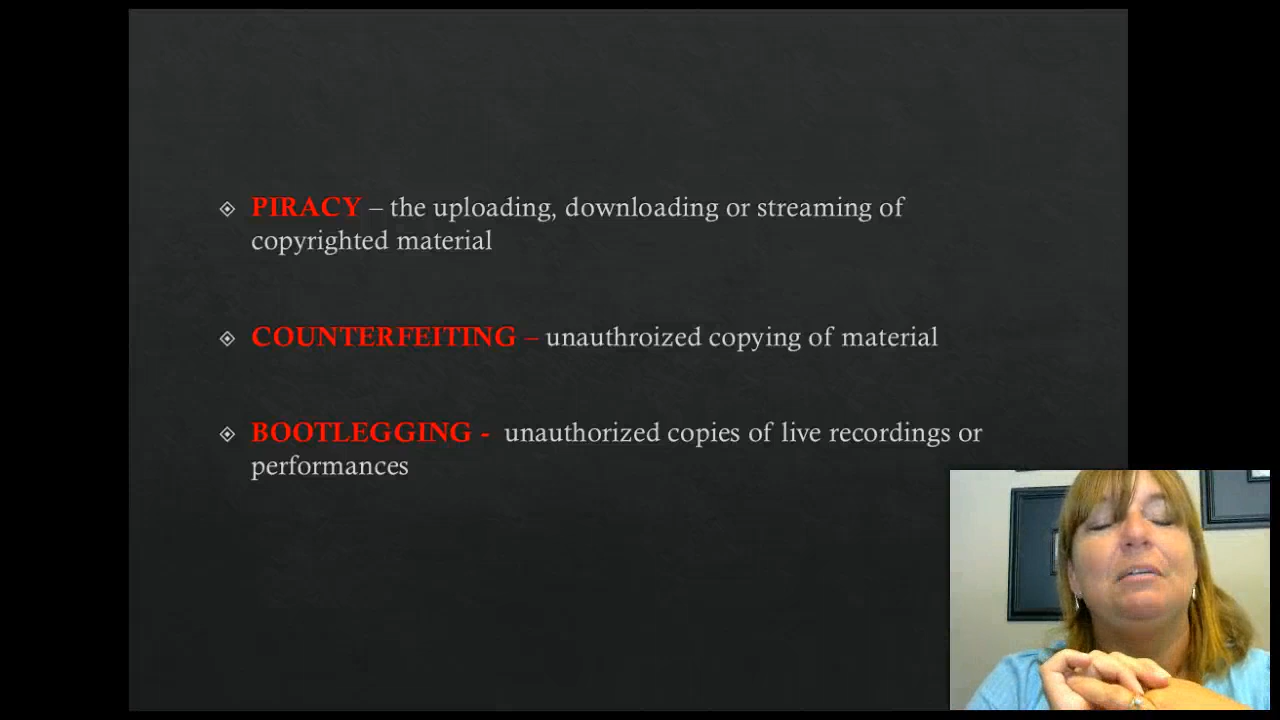 PIRACY – the uploading, downloading or streaming of
copyrighted material
COUNTERFEITING – unauthroized copying of material
BOOTLEGGING - unauthorized copies of live recordings or
performances